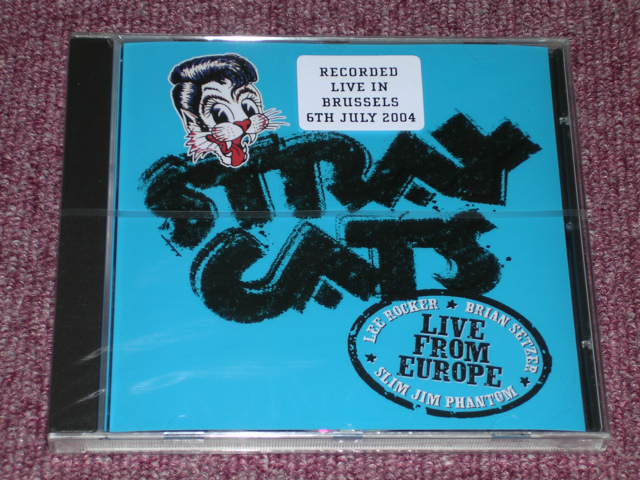 RECORDED
LIVE IN
BRUSSELS
6TH JULY 2004
STRAY
CATS
LEE ROCKER ★ BRIAN SETZER ★
LIVE
FROM
EUROPE
SLIM JIM PHANTOM